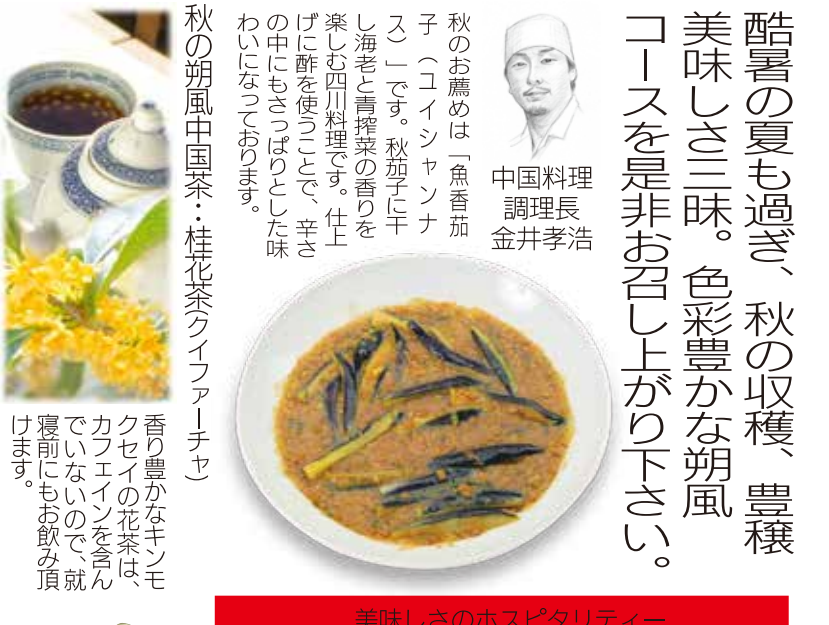 酷暑の夏も過ぎ、秋の収穫、豊穣
美味しさ三昧。色彩豊かな朔風
コースを是非お召し上がり下さい。
中国料理
調理長
金井孝浩
秋のお薦めは「魚香茄
子（ユイシャンナ
ス）」です。秋茄子に干
し海老と青搾菜の香りを
楽しむ四川料理です。仕上
げに酢を使うことで、辛さ
の中にもさっぱりとした味
わいになっております。
秋の朔風中国茶：桂花茶(クイファーチャ)
香り豊かなキンモ
クセイの花茶は、
カフェインを含ん
でいないので、就
寝前にもお飲み頂
けます。
美味しさのホスピタリティー